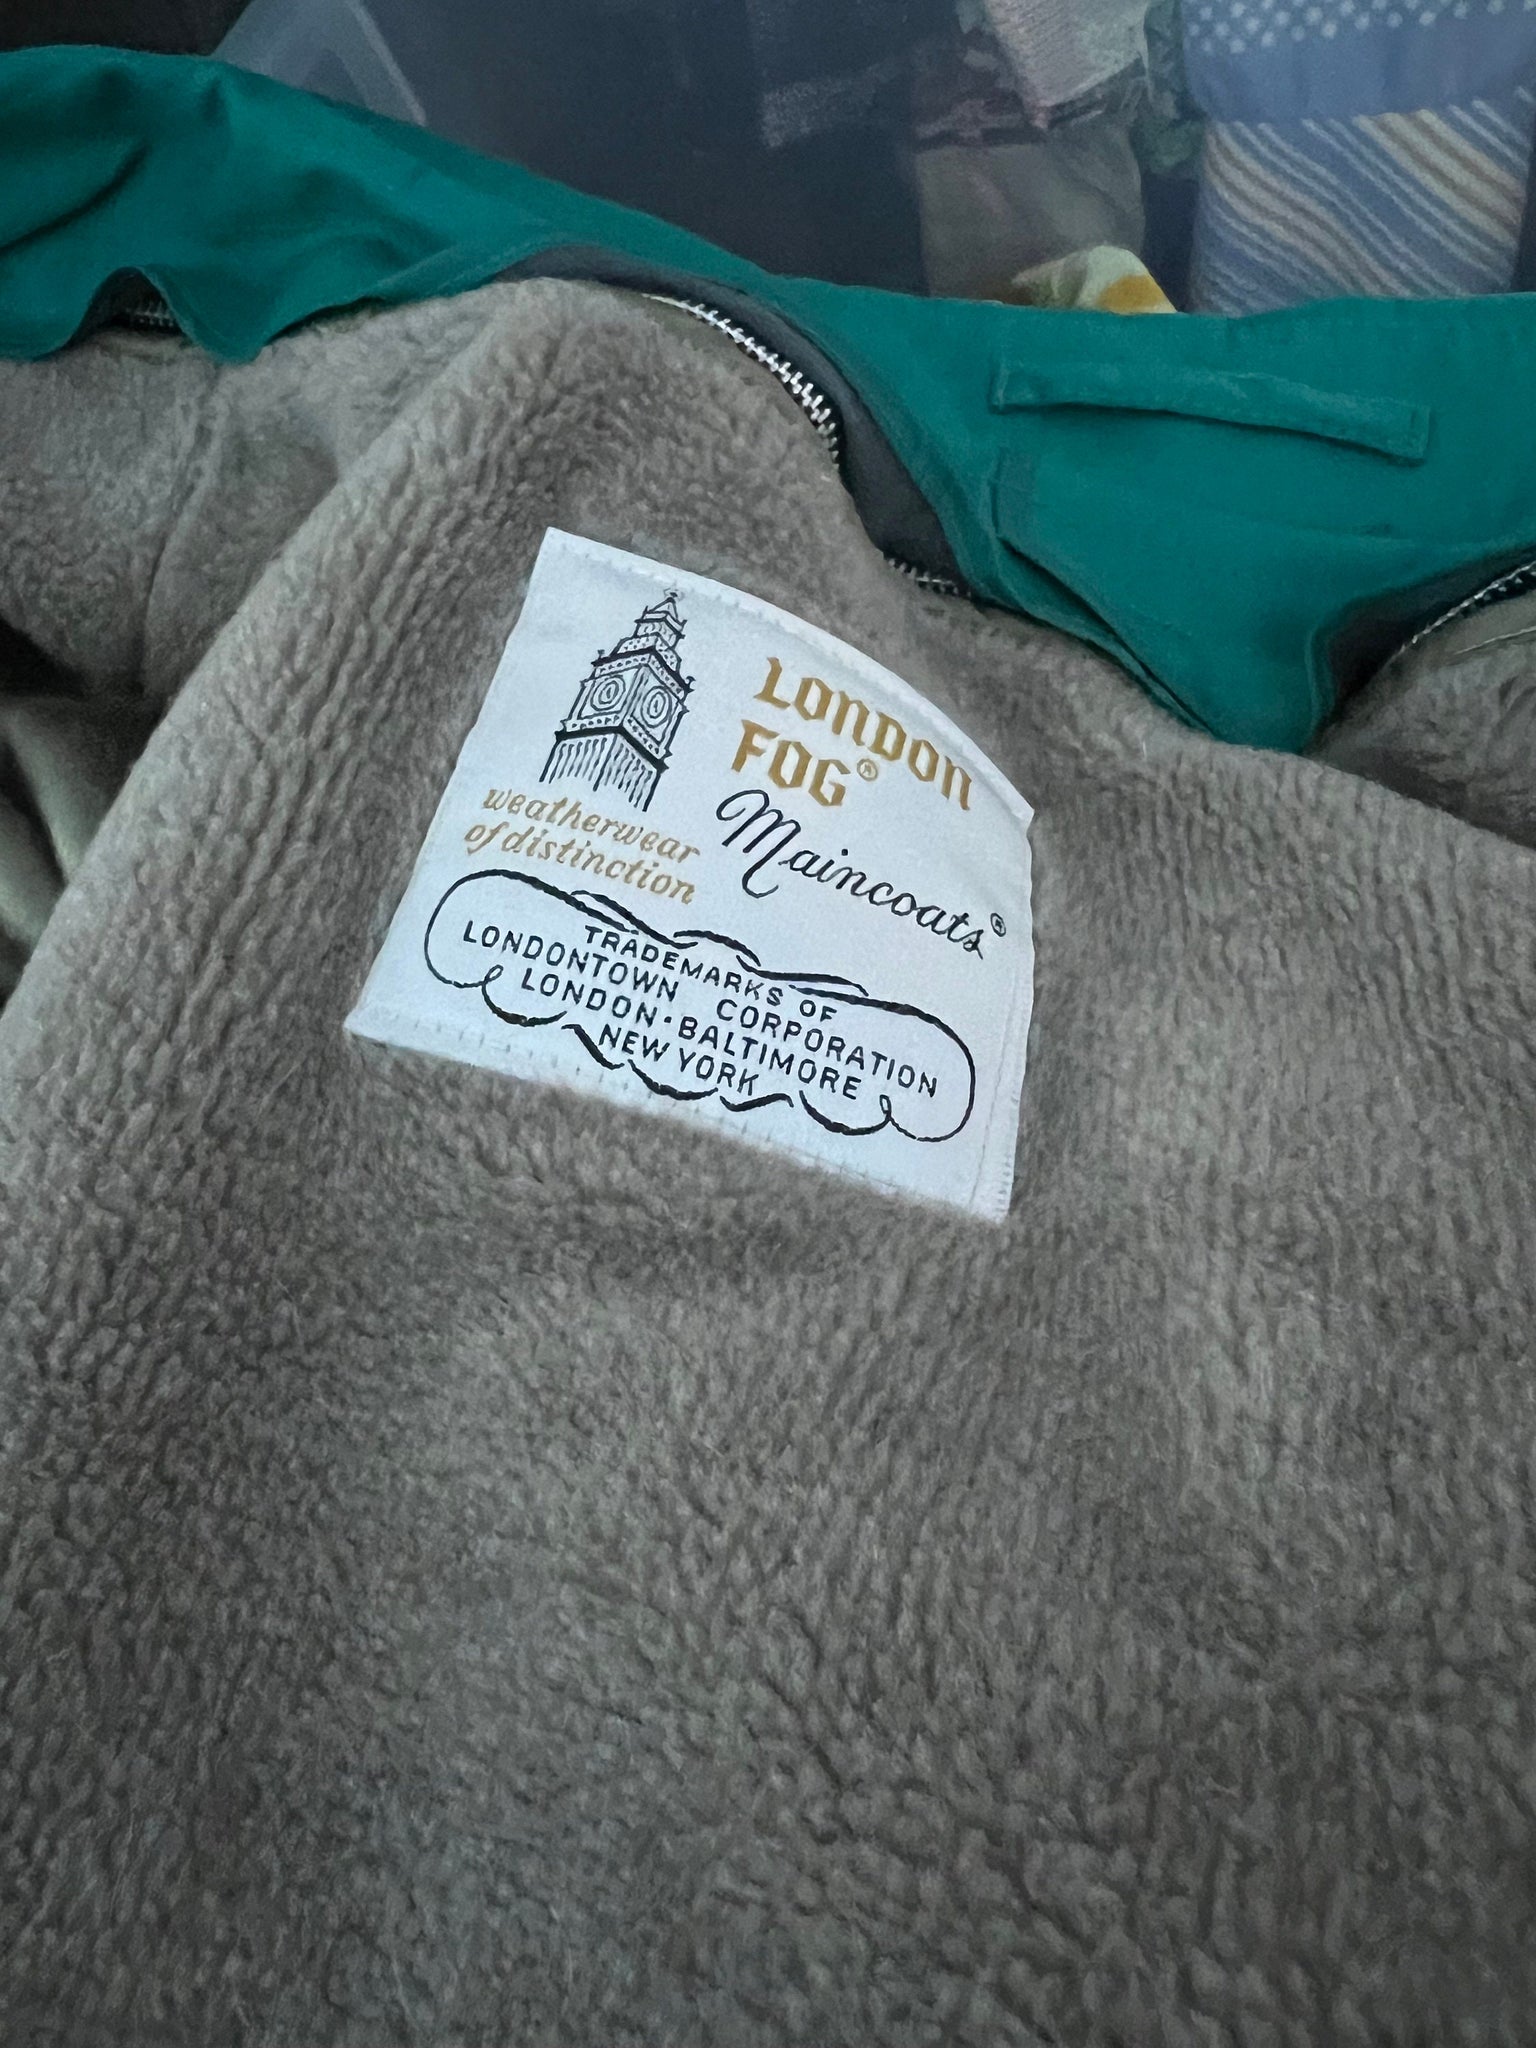 LONDON
FOG®
Maincoats®
weatherwear
of distinction
TRADEMARKS OF
LONDONTOWN CORPORATION
LONDON·BALTIMORE
NEW YORK